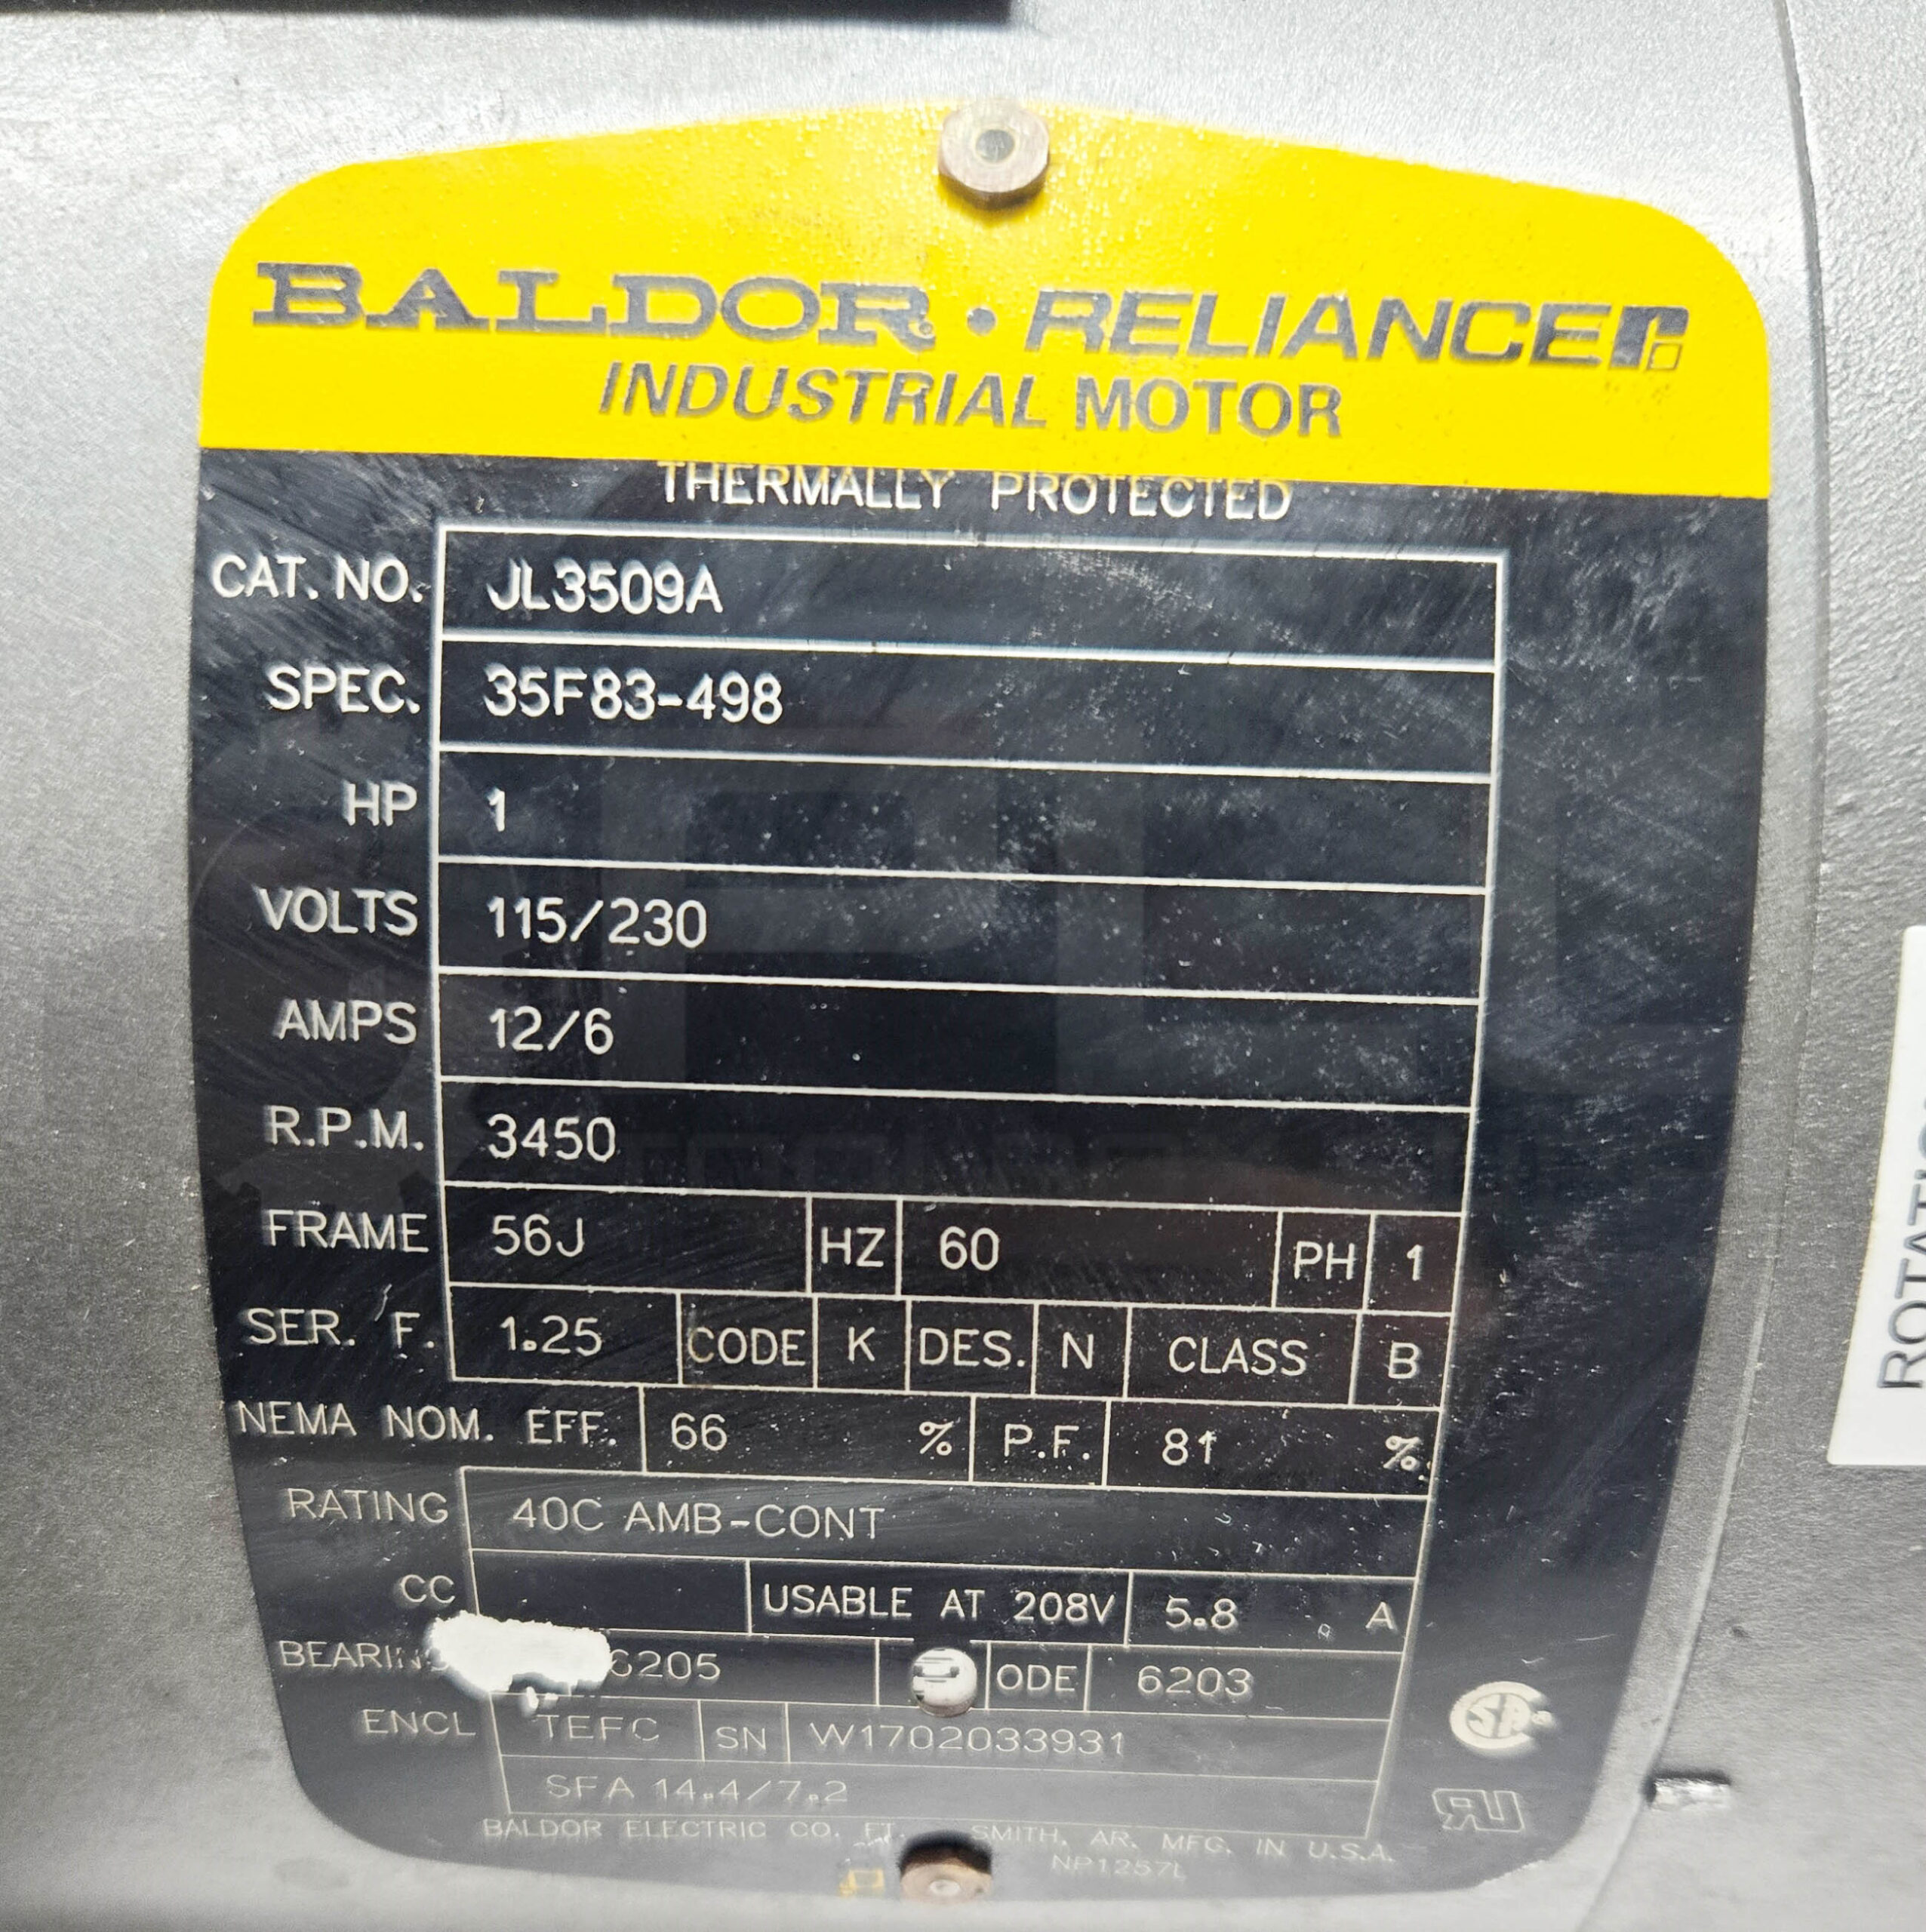 BALDOR® • RELIANCE
INDUSTRIAL MOTOR
THERMALLY PROTECTED
CAT. NO. JL3509A
SPEC. 35F83-498
HP 1
VOLTS 115/230
AMPS 12/6
R.P.M. 3450
FRAME 56J HZ 60 PH 1
SER. F. 1.25 CODE K DES. N CLASS B
NEMA NOM. EFF. 66 % P.F. 81 %
RATING 40C AMB-CONT
CC USABLE AT 208V 5.8 A
6205 ODE 6203
ENCL TEFC SN W1702033931
SFA 14.4/7.2
BALDOR ELECTRIC CO. FT. SMITH, AR. MFG. IN U.S.A.
NP1257L